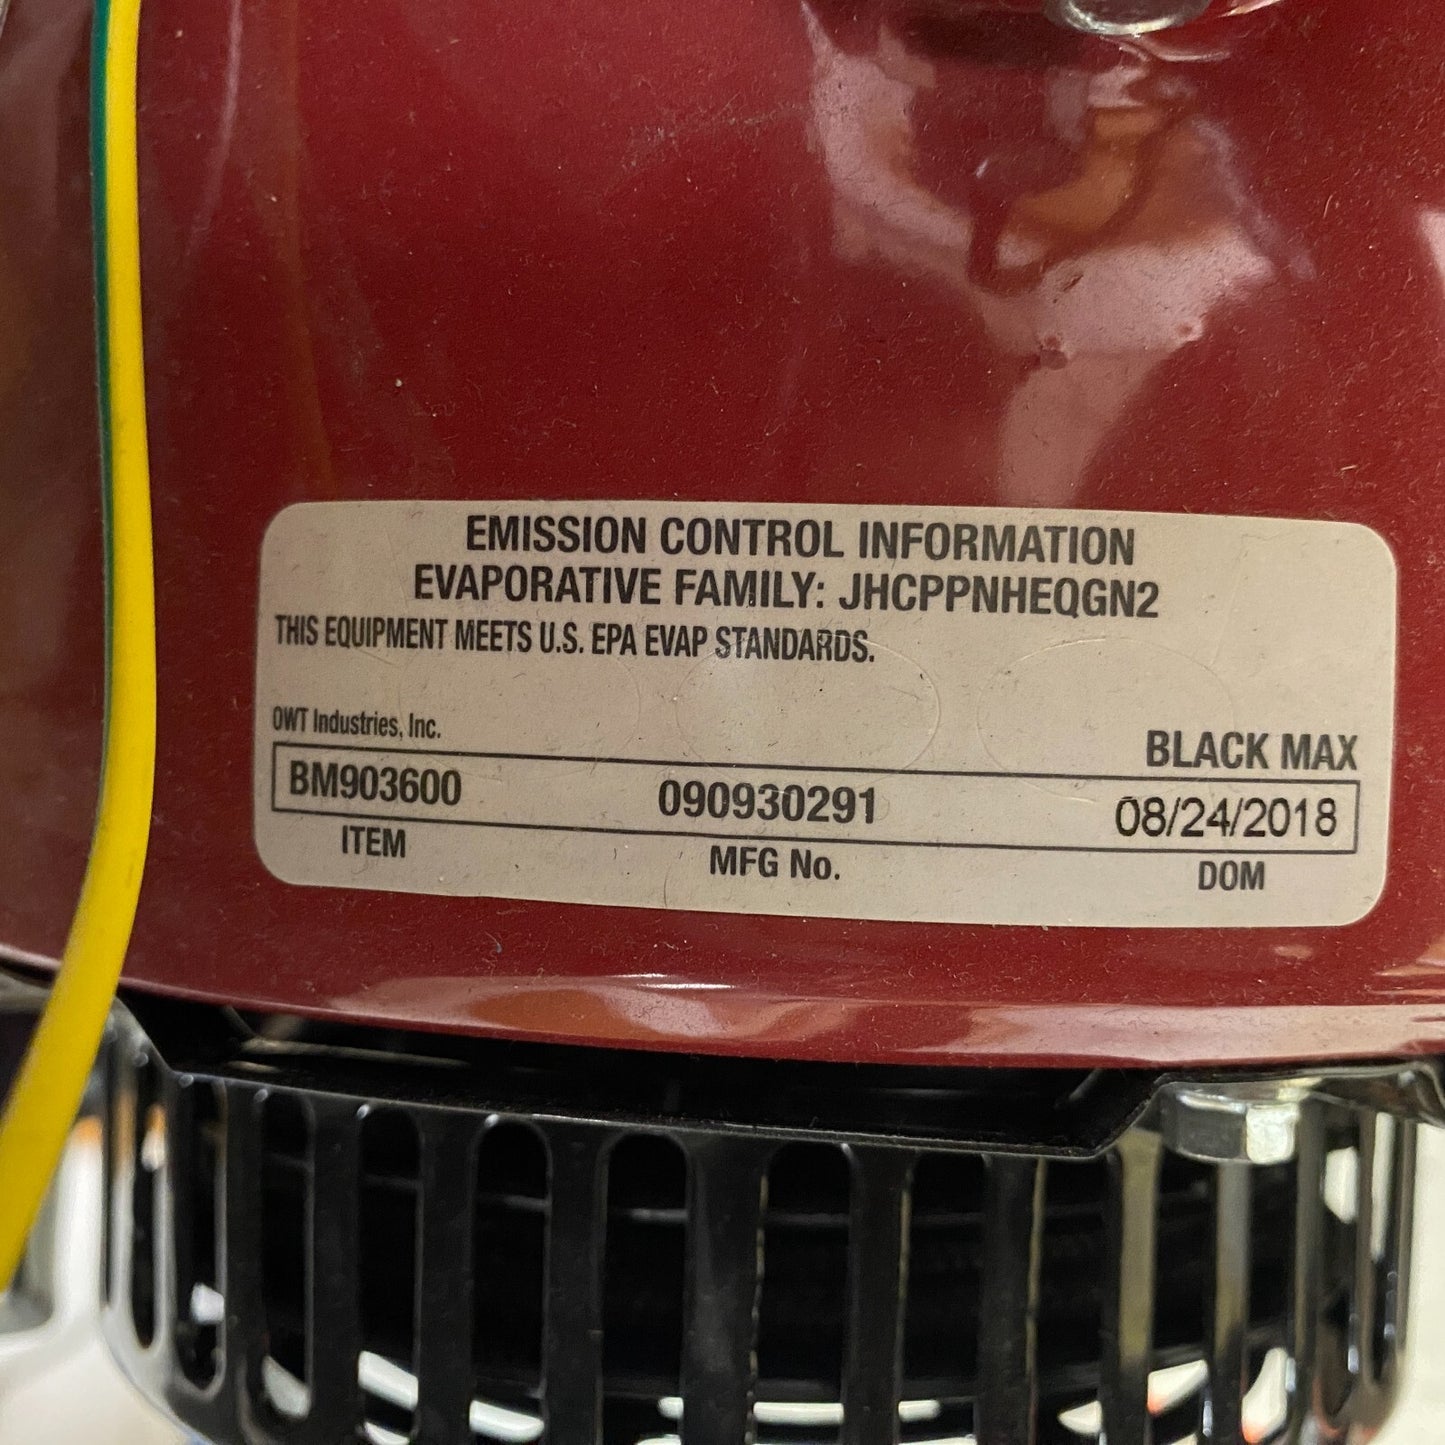 EMISSION CONTROL INFORMATION
EVAPORATIVE FAMILY: JHCPPNHEQGN2
THIS EQUIPMENT MEETS U.S. EPA EVAP STANDARDS.
OWT Industries, Inc.
BLACK MAX
BM903600 090930291 08/24/2018
ITEM MFG No. DOM